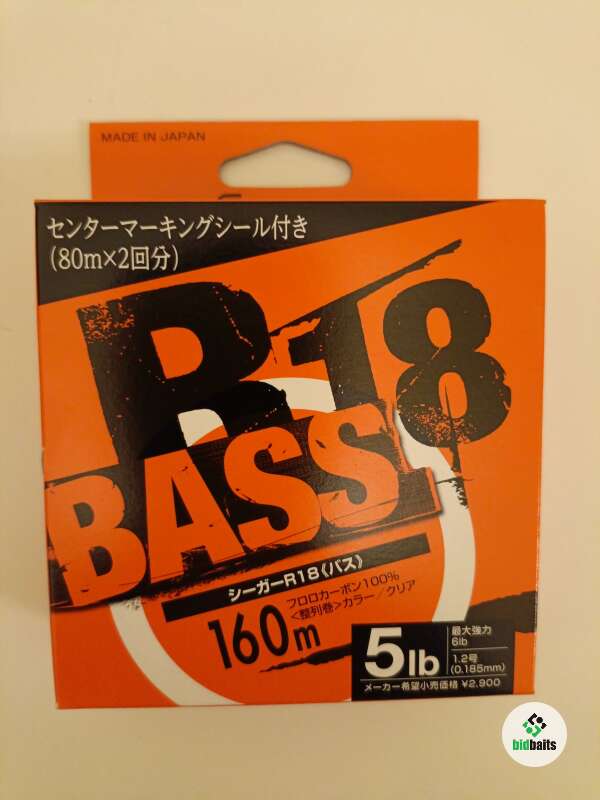 MADE IN JAPAN
センターマーキングシール付き
(80m×2回分)
R18
BASS
シーガーR18《バス》
フロロカーボン100%
<整列巻>カラー/クリア
160m
5lb
最大強力
6lb
1.2号
(0.185mm)
メーカー希望小売価格 ¥2,900
bidbaits